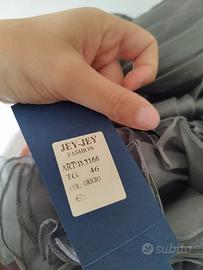 JEY-JEY
FASHION
ART: B 3166
TG. 46
COL: GRIGIO
€:
subito